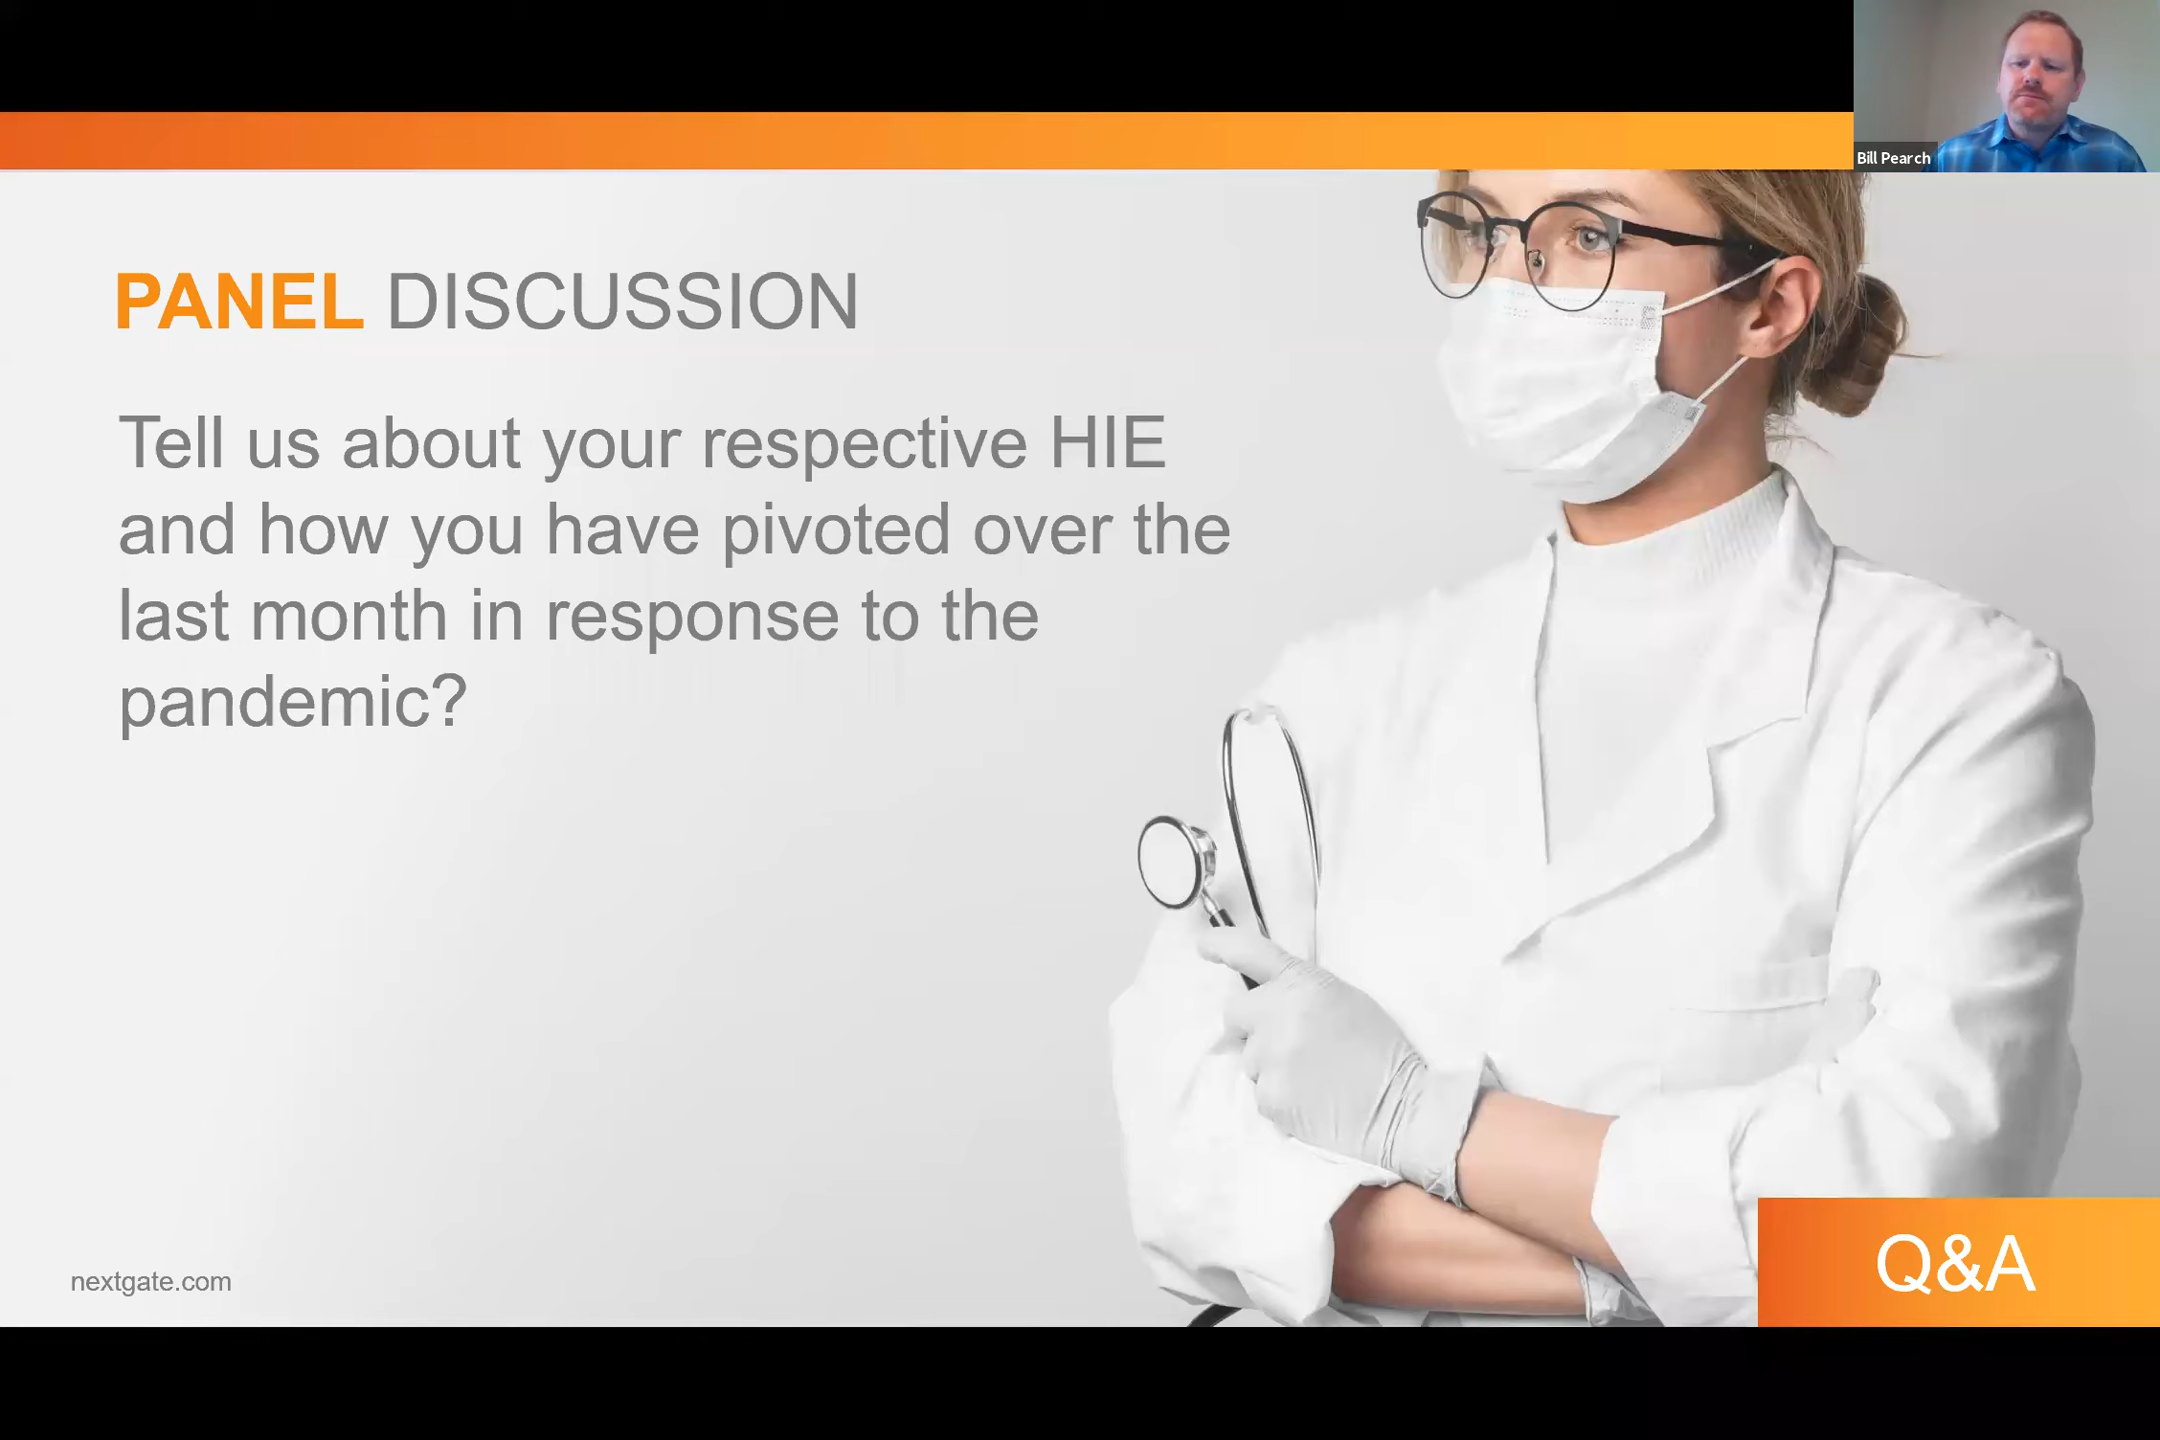 Bill Pearch
PANEL DISCUSSION
Tell us about your respective HIE
and how you have pivoted over the
last month in response to the
pandemic?
nextgate.com
Q&A